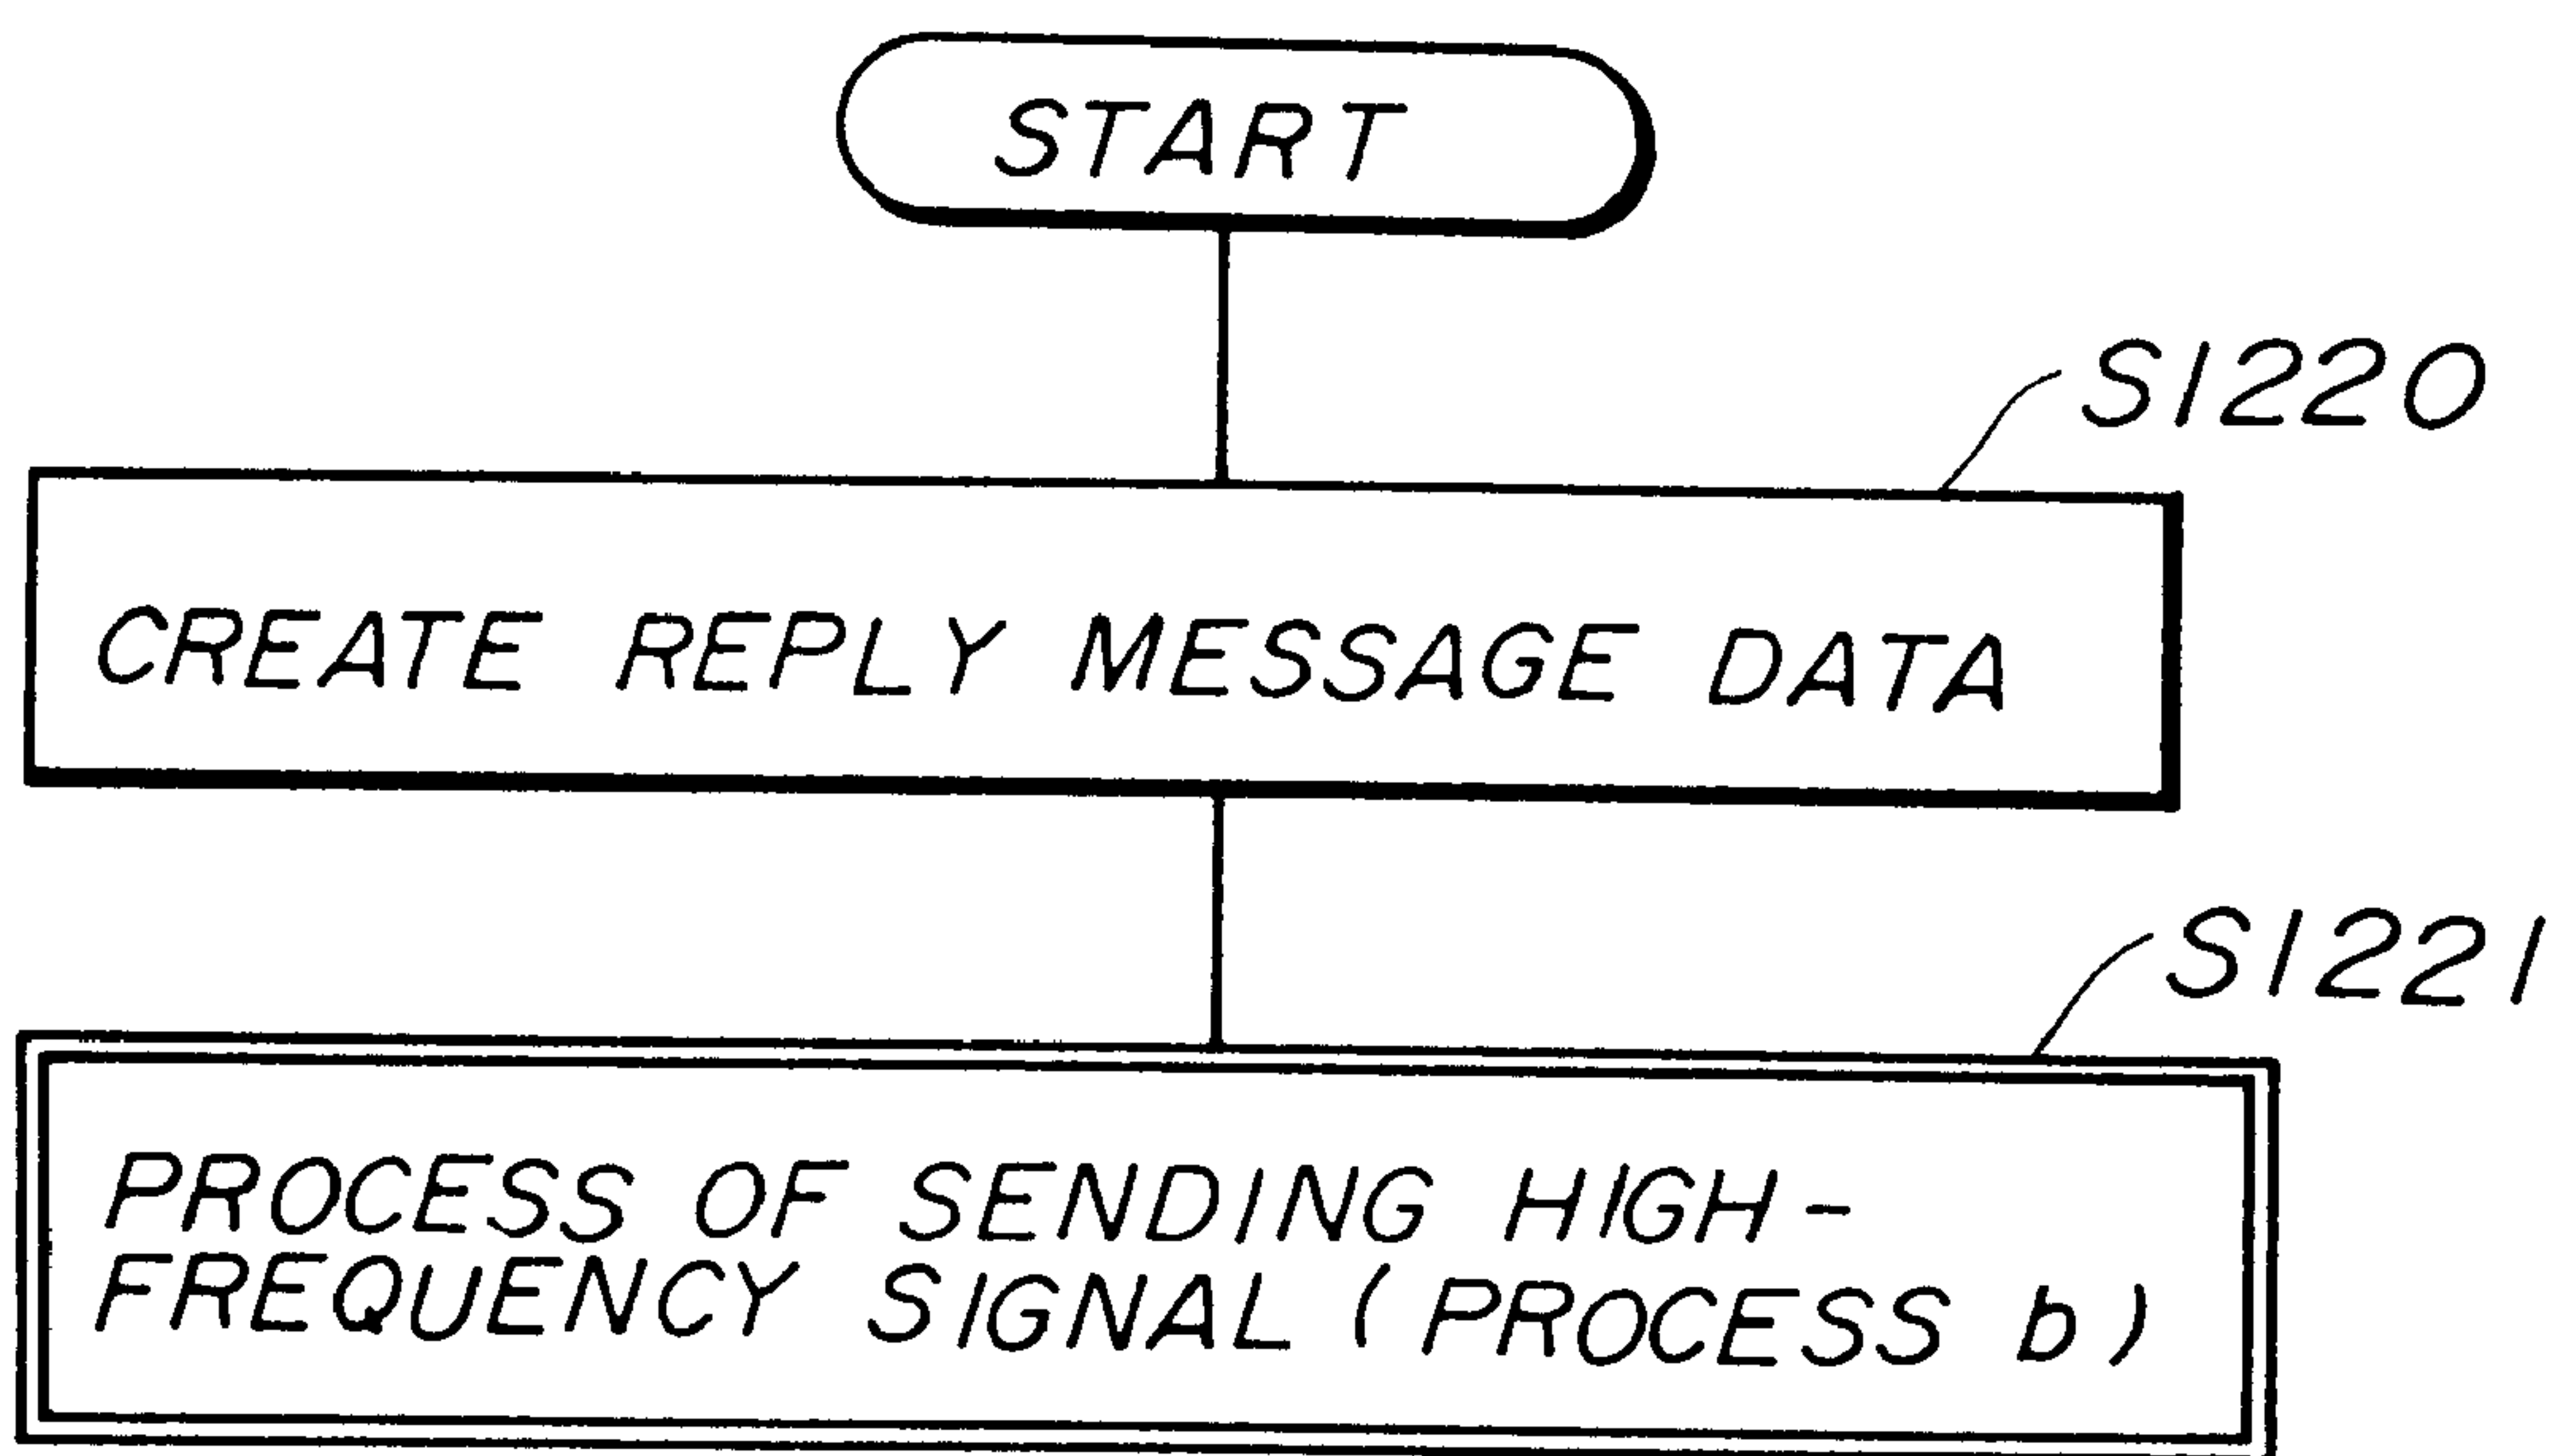 START
S1220
CREATE REPLY MESSAGE DATA
S1221
PROCESS OF SENDING HIGH-
FREQUENCY SIGNAL (PROCESS b)